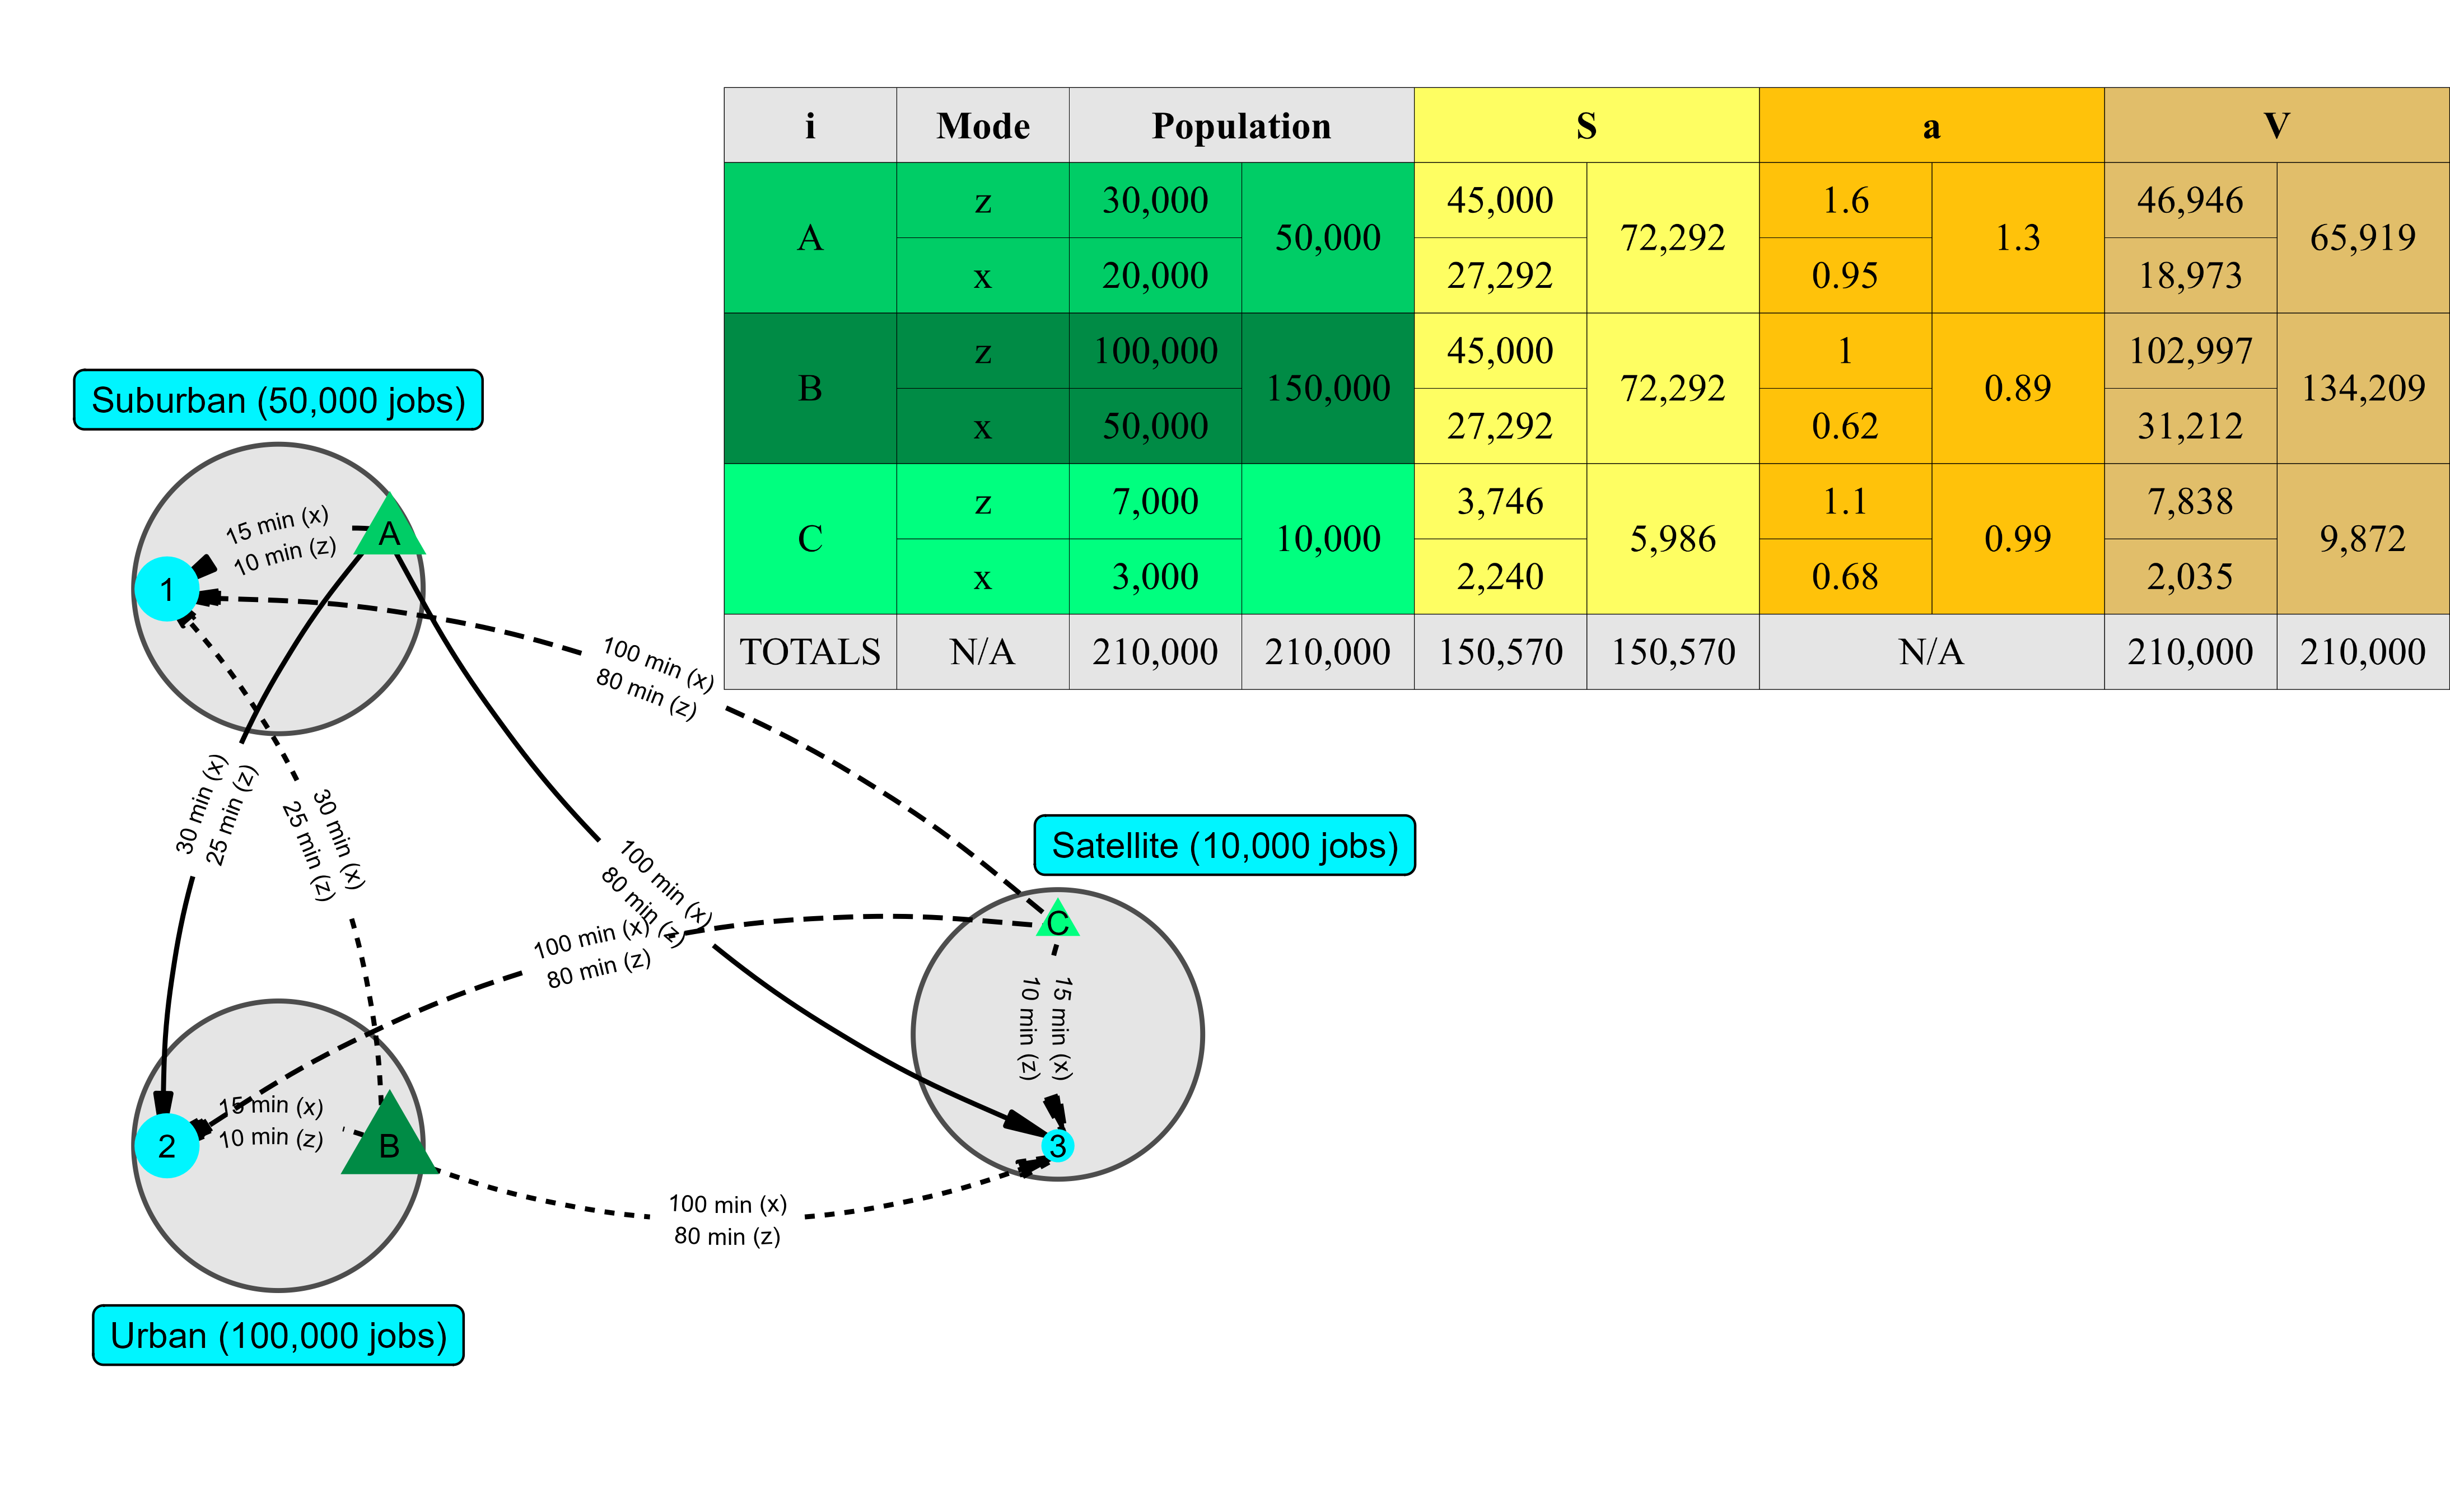 i Mode Population S a V
A z 30,000 50,000 45,000 72,292 1.6 1.3 46,946 65,919
x 20,000 27,292 0.95 18,973
B z 100,000 150,000 45,000 72,292 1 0.89 102,997 134,209
x 50,000 27,292 0.62 31,212
C z 7,000 10,000 3,746 5,986 1.1 0.99 7,838 9,872
x 3,000 2,240 0.68 2,035
TOTALS N/A 210,000 210,000 150,570 150,570 N/A 210,000 210,000
Suburban (50,000 jobs)
15 min (x)
10 min (z)
A
1
100 min (x)
80 min (z)
30 min (x)
25 min (z)
30 min (x)
25 min (z)
100 min (x)
80 min (z)
Satellite (10,000 jobs)
C
100 min (x)
80 min (z)
15 min (x)
10 min (z)
15 min (x)
10 min (z)
2
B
3
100 min (x)
80 min (z)
Urban (100,000 jobs)